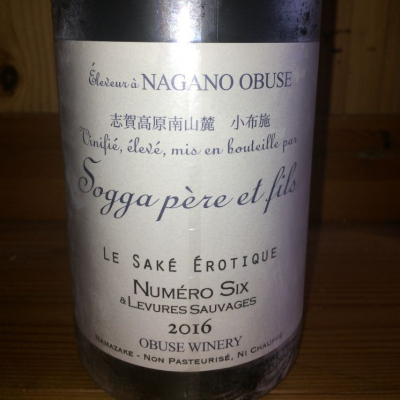 Éleveur à NAGANO OBUSE
志賀高原南山麓 小布施
Vinifié, élevé, mis en bouteille par
Sogga père et fils
LE SAKÉ ÉROTIQUE
NUMÉRO SIX
& LEVURES SAUVAGES
2016
OBUSE WINERY
NAMAZAKE - NON PASTEURISÉ, NI CHAUFFÉ